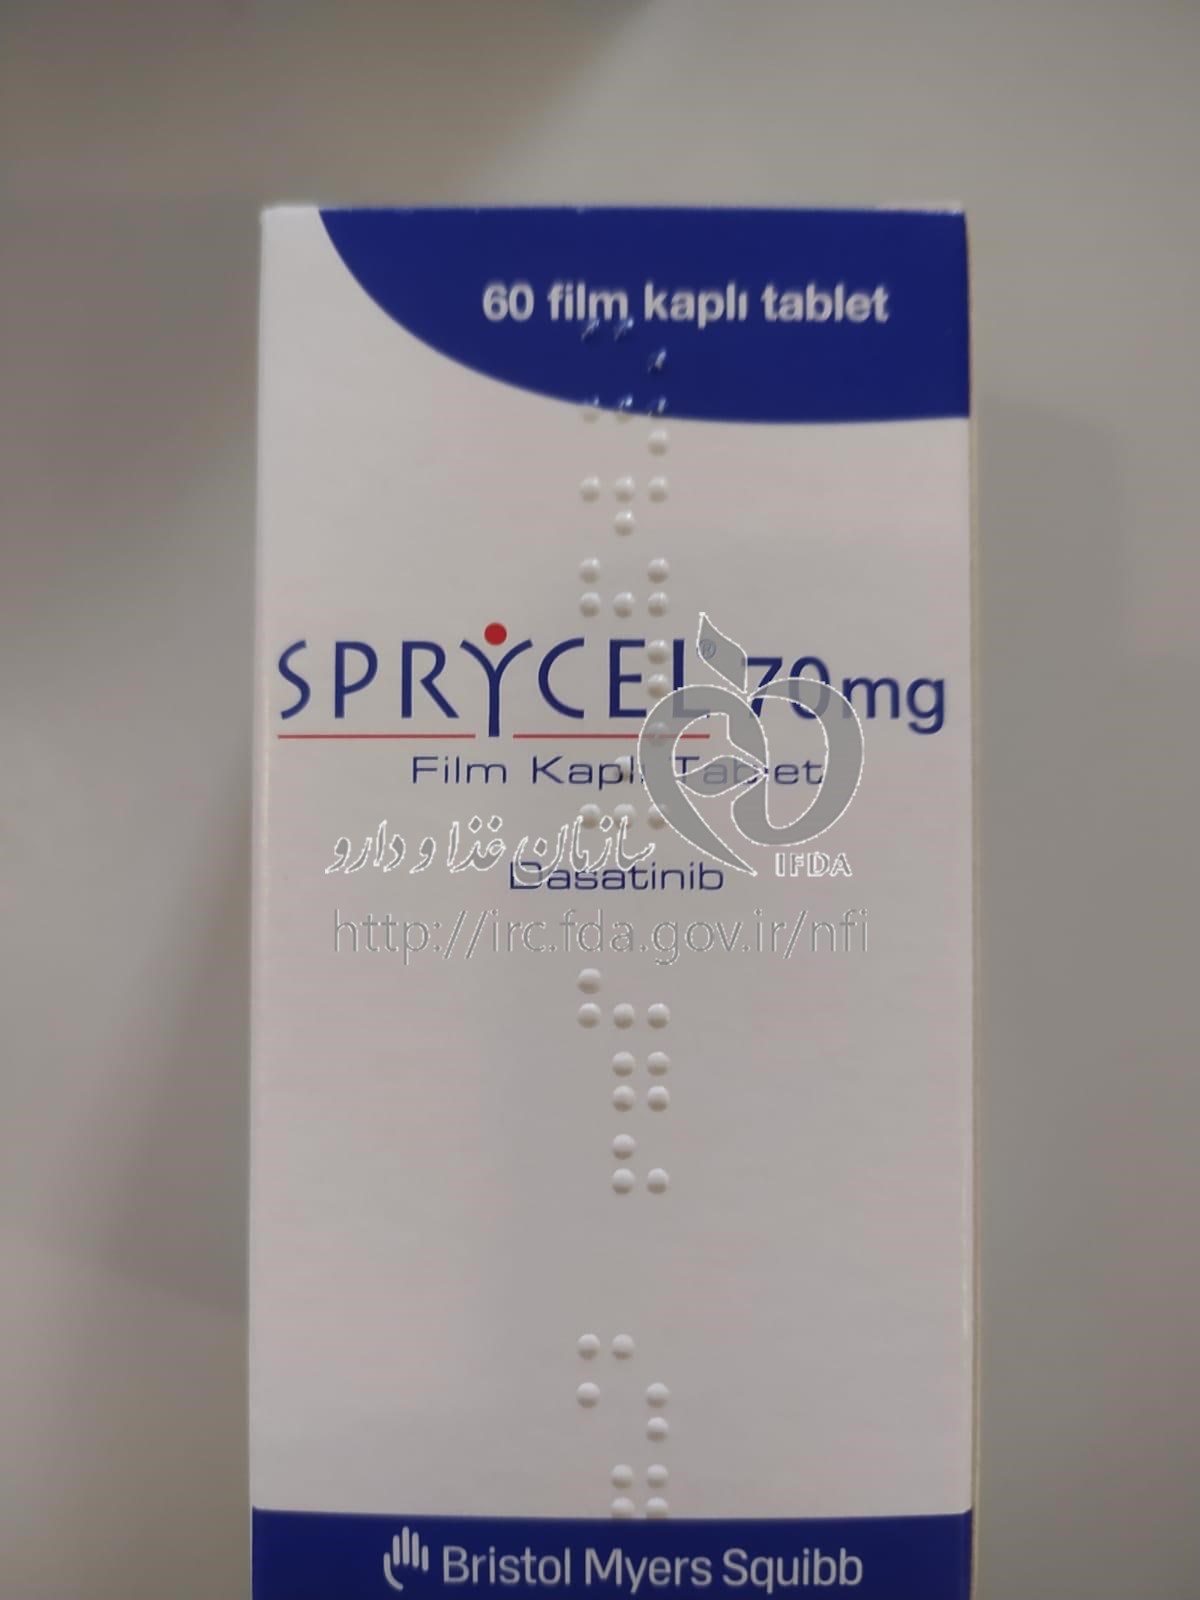 60 film kaplı tablet
SPRYCEL® 70mg
Film Kaplı Tablet
سازمان غذا و دارو
IFDA
Dasatinib
http://irc.fda.gov.ir/nfi
Bristol Myers Squibb